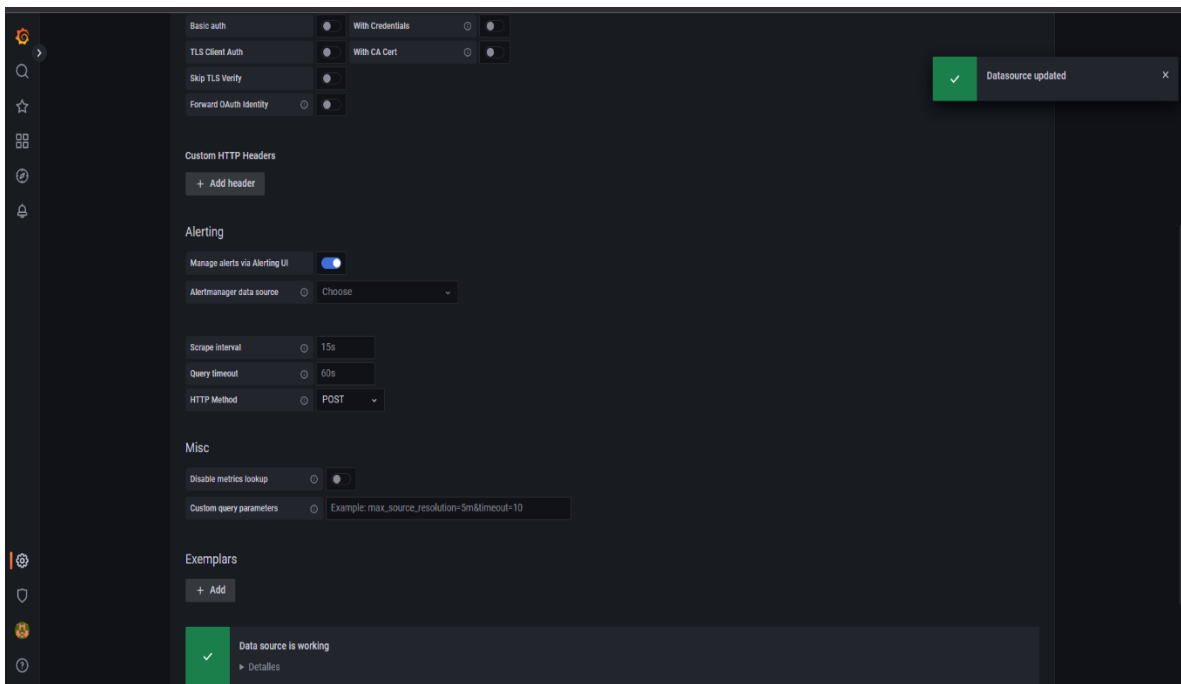 Basic auth With Credentials
TLS Client Auth With CA Cert
Skip TLS Verify
Forward OAuth Identity
Datasource updated
Custom HTTP Headers
+ Add header
Alerting
Manage alerts via Alerting UI
Alertmanager data source Choose
Scrape interval 15s
Query timeout 60s
HTTP Method POST
Misc
Disable metrics lookup
Custom query parameters Example: max_source_resolution=5m&timeout=10
Exemplars
+ Add
Data source is working
Detalles